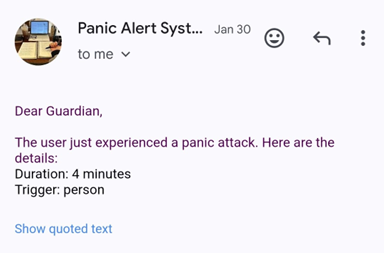 Panic Alert Syst... Jan 30
to me
Dear Guardian,
The user just experienced a panic attack. Here are the
details:
Duration: 4 minutes
Trigger: person
Show quoted text